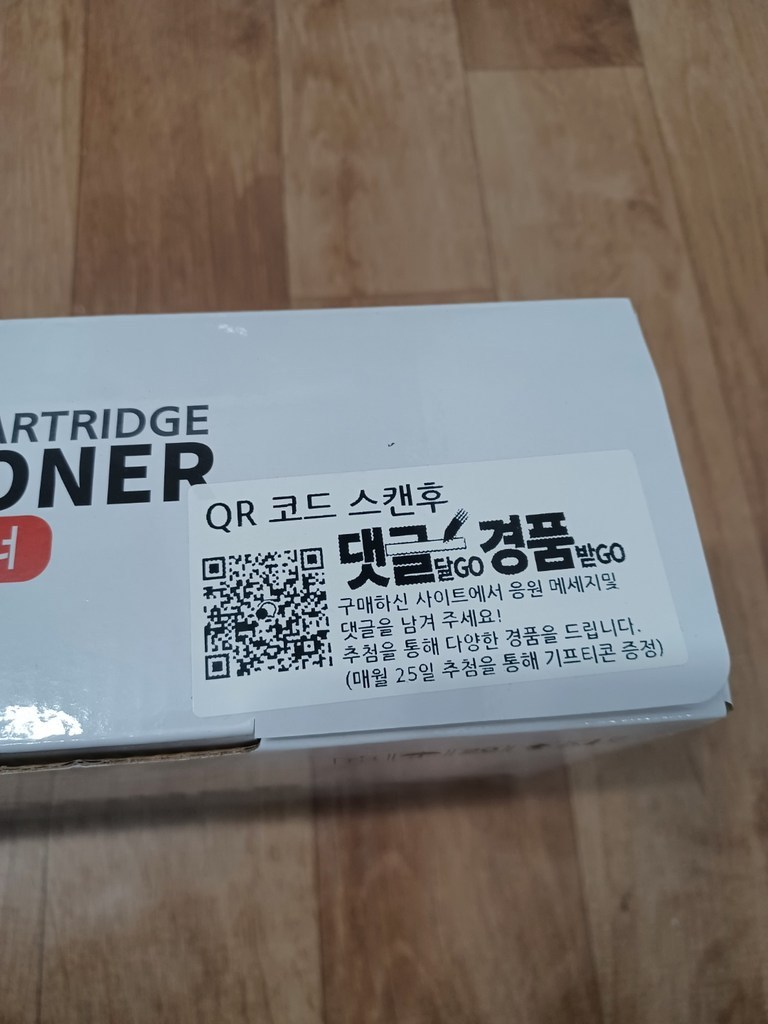 ARTRIDGE
ONER
너
QR 코드 스캔후
댓글달GO 경품받GO
구매하신 사이트에서 응원 메세지및
댓글을 남겨 주세요!
추첨을 통해 다양한 경품을 드립니다.
(매월 25일 추첨을 통해 기프티콘 증정)